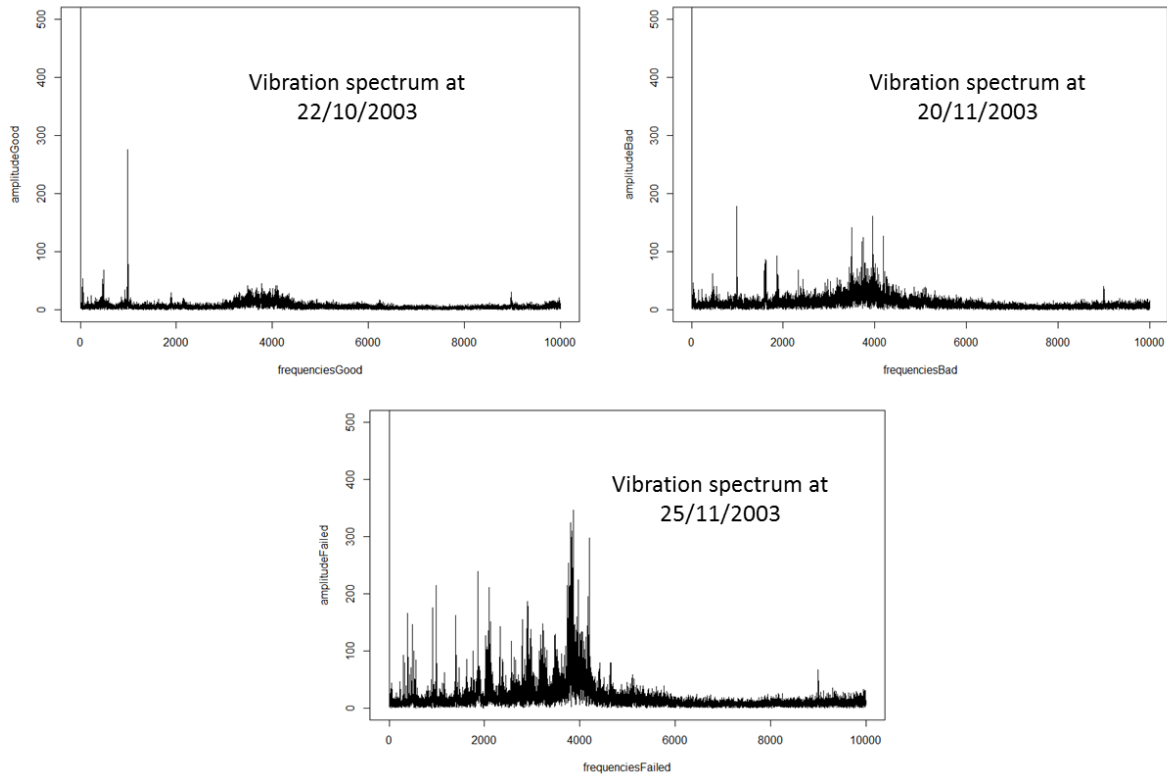 500
400
300
200
100
0
amplitudeGood
Vibration spectrum at
22/10/2003
0 2000 4000 6000 8000 10000
frequenciesGood
500
400
300
200
100
0
amplitudeBad
Vibration spectrum at
20/11/2003
0 2000 4000 6000 8000 10000
frequenciesBad
500
400
300
200
100
0
amplitudeFailed
Vibration spectrum at
25/11/2003
0 2000 4000 6000 8000 10000
frequenciesFailed